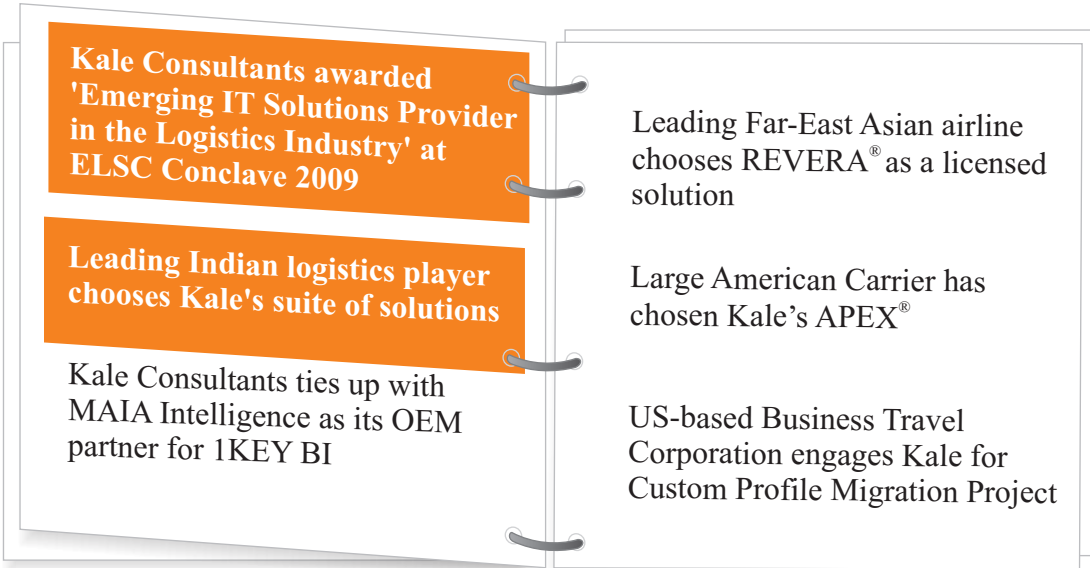 Kale Consultants awarded
'Emerging IT Solutions Provider
in the Logistics Industry' at
ELSC Conclave 2009
Leading Indian logistics player
chooses Kale's suite of solutions
Kale Consultants ties up with
MAIA Intelligence as its OEM
partner for 1KEY BI
Leading Far-East Asian airline
chooses REVERA® as a licensed
solution
Large American Carrier has
chosen Kale’s APEX®
US-based Business Travel
Corporation engages Kale for
Custom Profile Migration Project